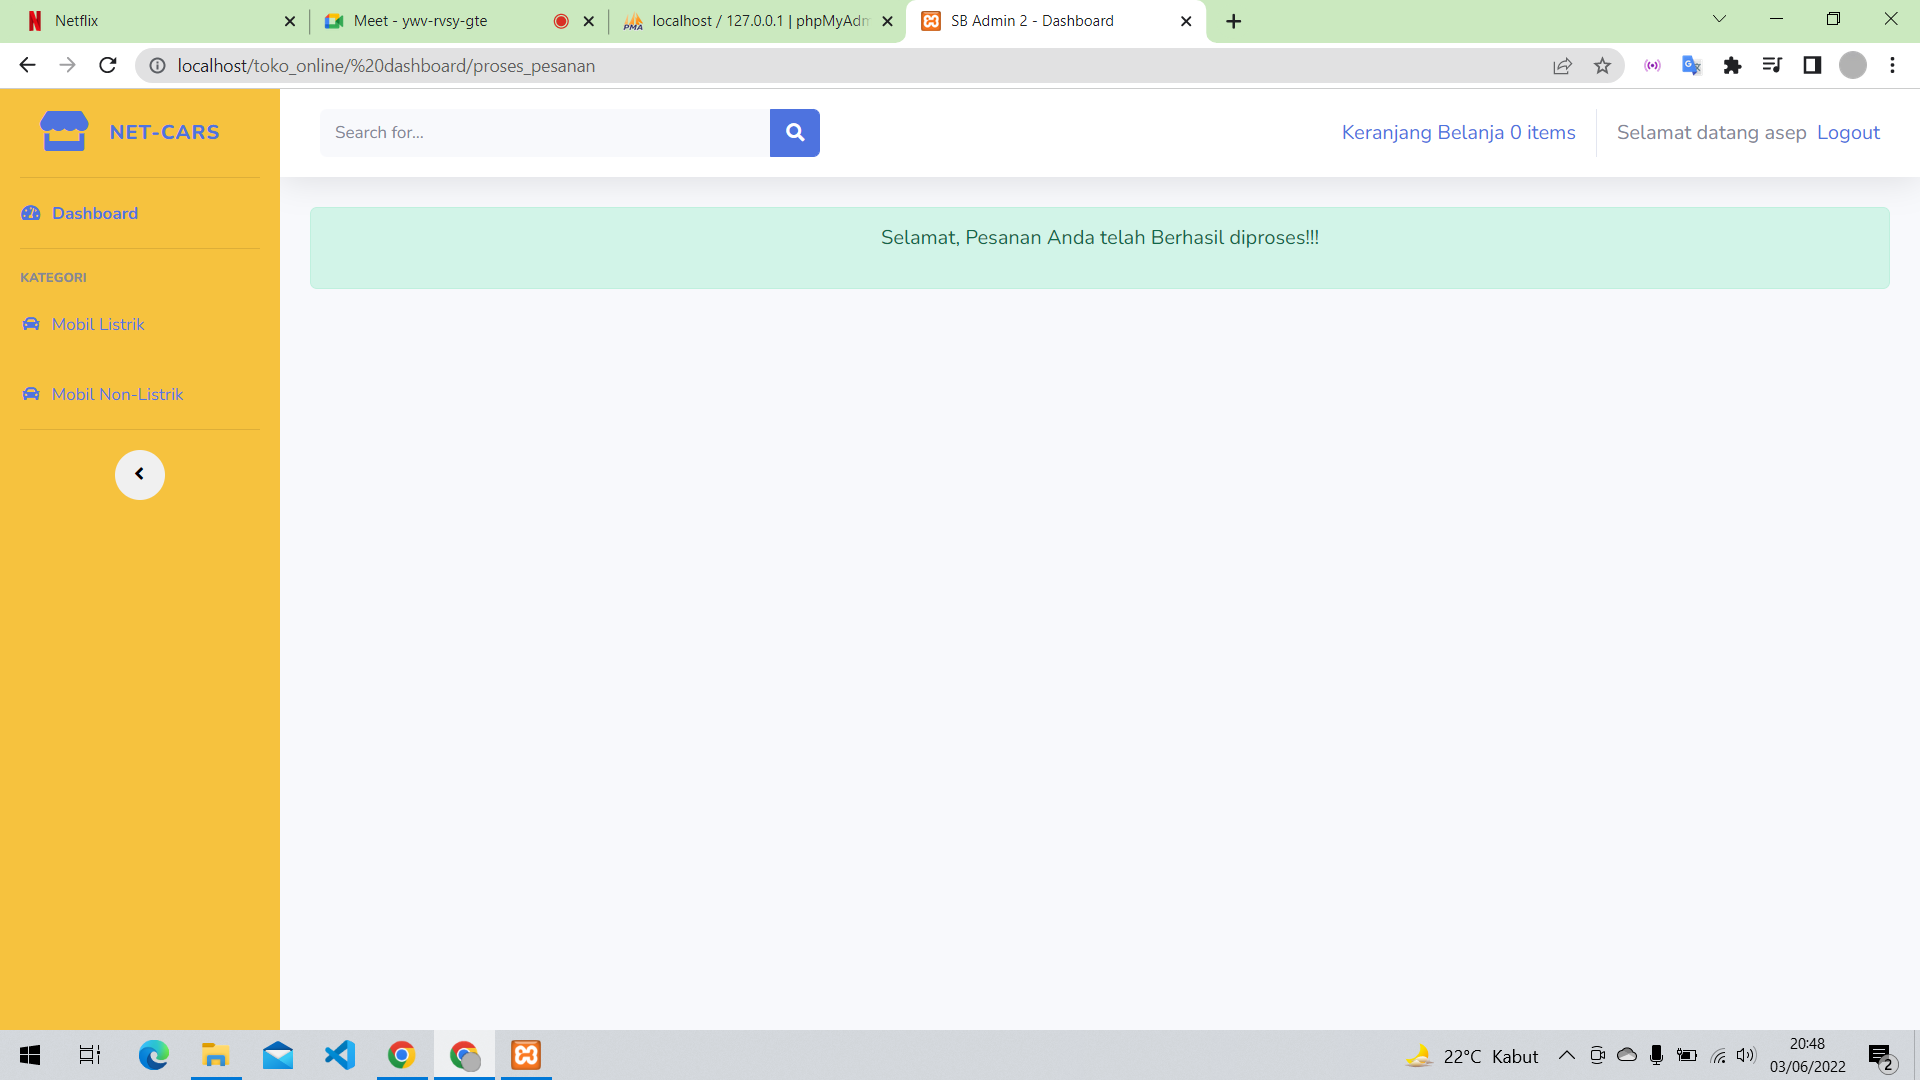 Netflix
Meet - ywv-rvsy-gte
localhost / 127.0.0.1 | phpMyAdm
SB Admin 2 - Dashboard
localhost/toko_online/%20dashboard/proses_pesanan
NET-CARS
Search for...
Keranjang Belanja 0 items
Selamat datang asep Logout
Dashboard
Selamat, Pesanan Anda telah Berhasil diproses!!!
KATEGORI
Mobil Listrik
Mobil Non-Listrik
22°C Kabut
20:48
03/06/2022
2